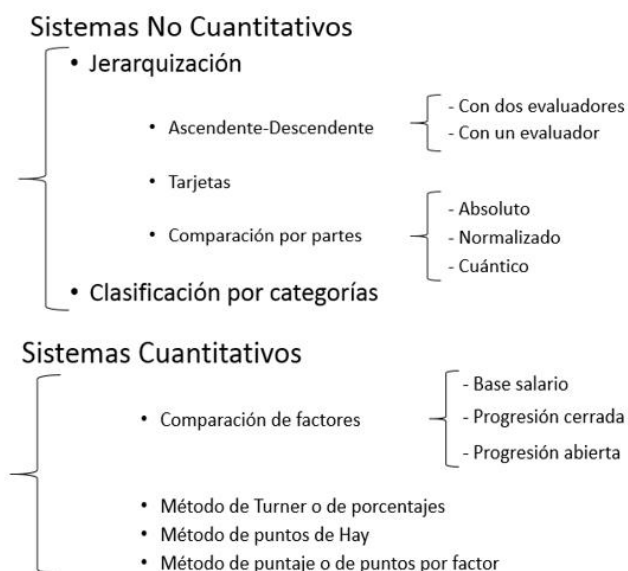 Sistemas No Cuantitativos
• Jerarquización
• Ascendente-Descendente
- Con dos evaluadores
- Con un evaluador
• Tarjetas
• Comparación por partes
- Absoluto
- Normalizado
- Cuántico
• Clasificación por categorías
Sistemas Cuantitativos
• Comparación de factores
- Base salario
- Progresión cerrada
- Progresión abierta
• Método de Turner o de porcentajes
• Método de puntos de Hay
• Método de puntaje o de puntos por factor